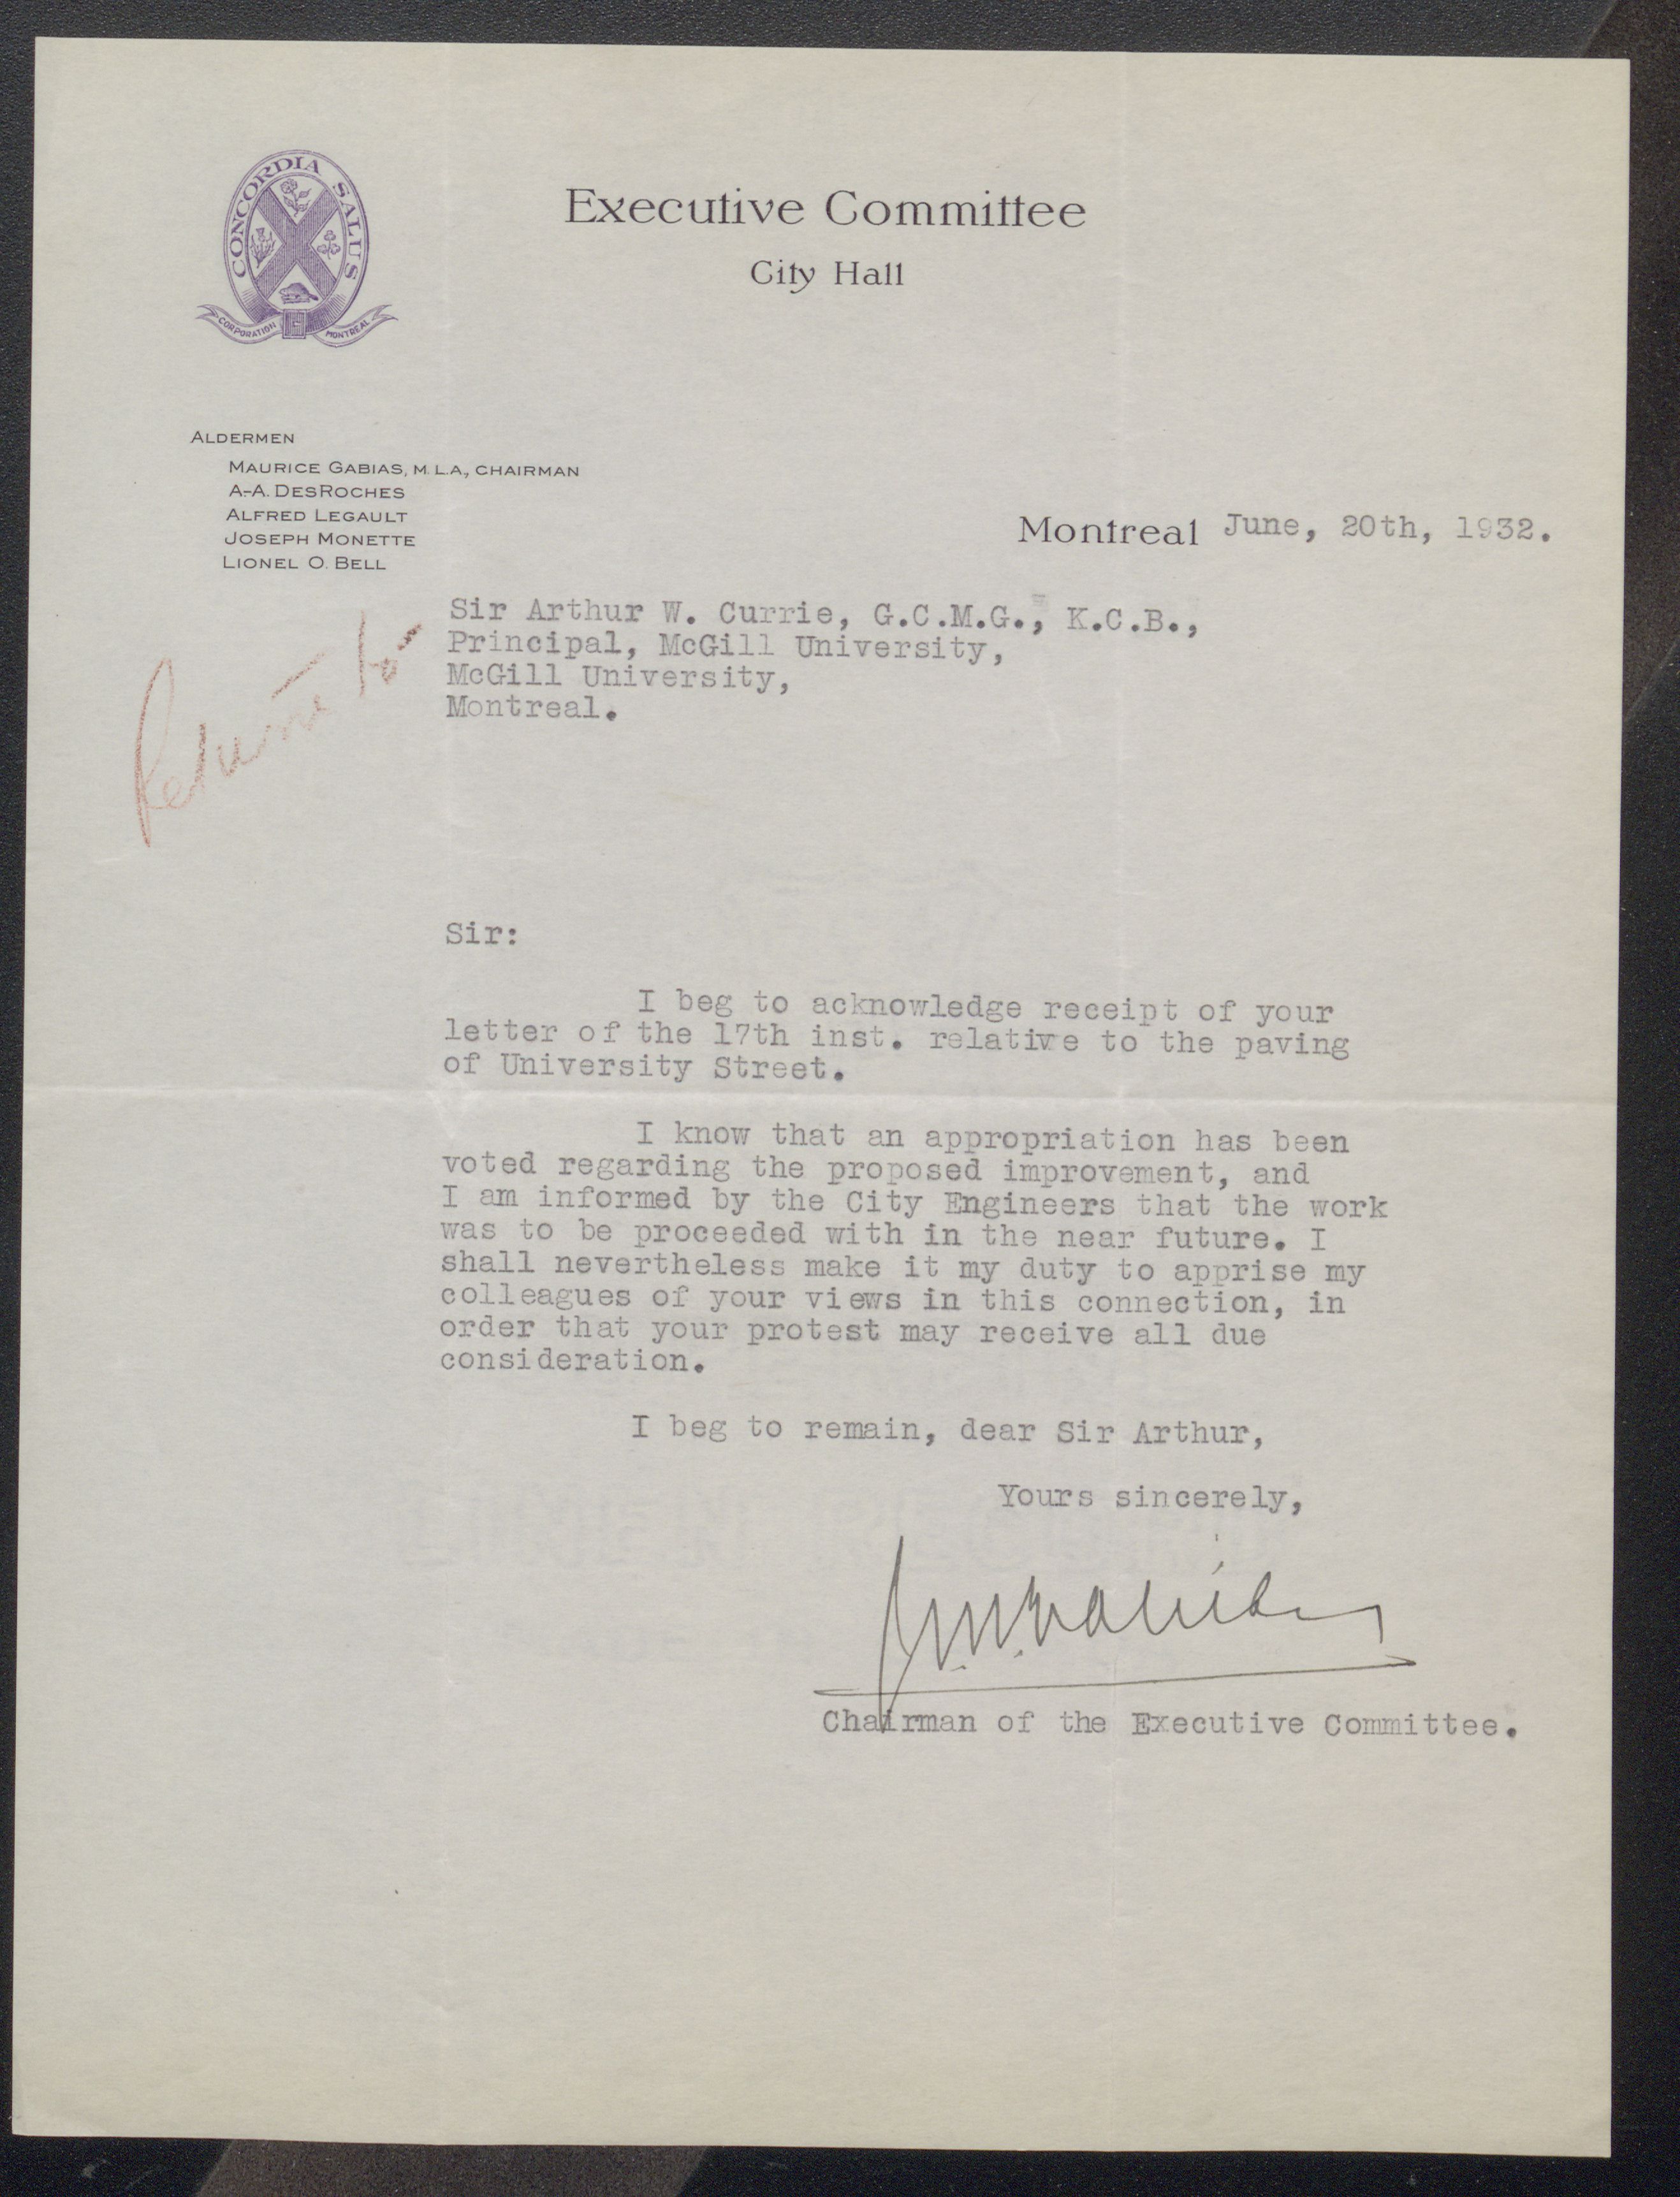 CONCORDIA SALUS
CORPORATION MONTREAL
Executive Committee
City Hall
ALDERMEN
MAURICE GABIAS, M.L.A., CHAIRMAN
A-A. DESROCHES
ALFRED LEGAULT
JOSEPH MONETTE
LIONEL O. BELL
Montreal June, 20th, 1932.
Return to
Sir Arthur W. Currie, G.C.M.G., K.C.B.,
Principal, McGill University,
McGill University,
Montreal.
Sir:
I beg to acknowledge receipt of your
letter of the 17th inst. relative to the paving
of University Street.
I know that an appropriation has been
voted regarding the proposed improvement, and
I am informed by the City Engineers that the work
was to be proceeded with in the near future. I
shall nevertheless make it my duty to apprise my
colleagues of your views in this connection, in
order that your protest may receive all due
consideration.
I beg to remain, dear Sir Arthur,
Yours sincerely,
Chairman of the Executive Committee.